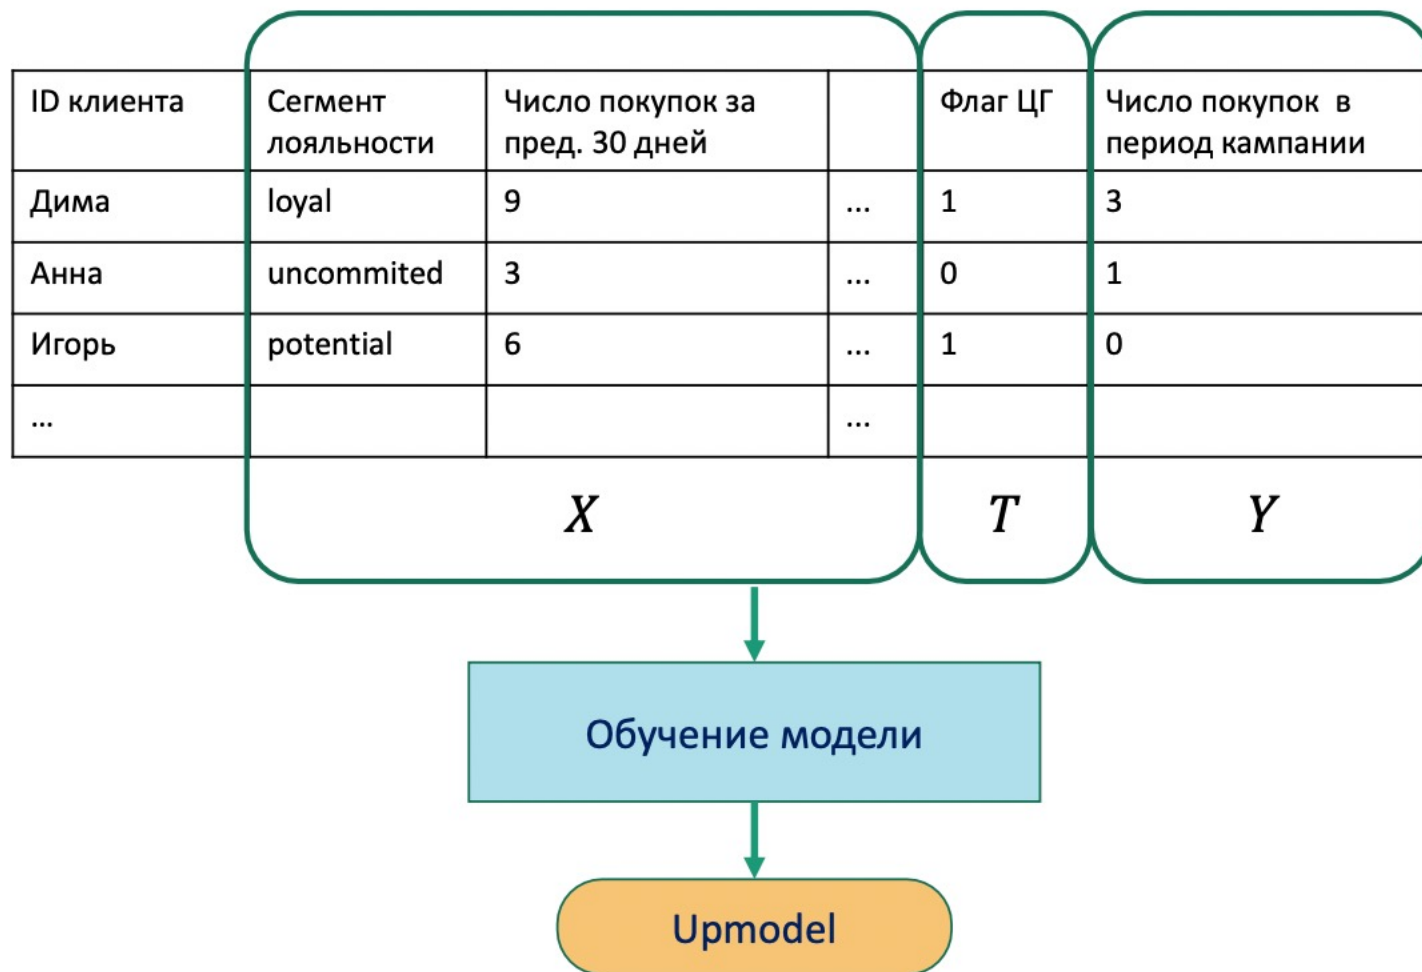 ID клиента Сегмент лояльности Число покупок за пред. 30 дней Флаг ЦГ Число покупок в период кампании
Дима loyal 9 ... 1 3
Анна uncommited 3 ... 0 1
Игорь potential 6 ... 1 0
... ...
X T Y
Обучение модели
Upmodel